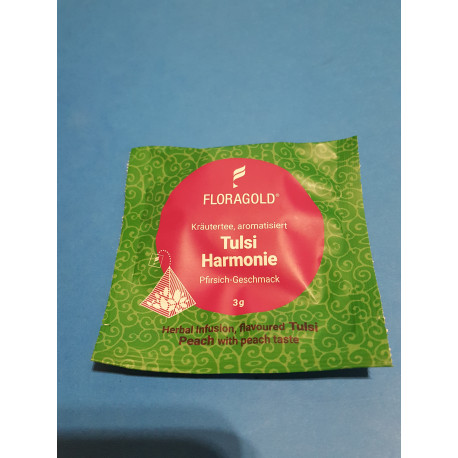 FLORAGOLD®
Kräutertee, aromatisiert
Tulsi
Harmonie
Pfirsich-Geschmack
3g
Herbal infusion, flavoured Tulsi
Peach with peach taste